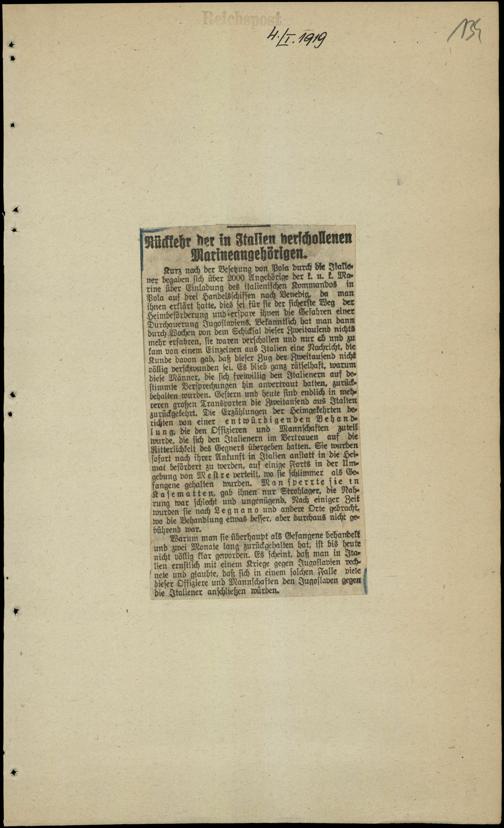 Reichspost
4./I. 1919
134
Rückkehr der in Italien verschollenen
Marineangehörigen.
Kurz nach der Besetzung von Pola durch die Italie-
ner begaben sich über 2000 Angehörige der k. u. k. Ma-
rine über Einladung des italienischen Kommandos in
Pola auf drei Handelsschiffen nach Venedig, da man
ihnen erklärt hatte, dies sei für sie der sicherste Weg der
Heimbeförderung und erspare ihnen die Gefahren einer
Durchquerung Jugoslaviens. Bekanntlich hat man dann
durch Wochen von dem Schicksal dieser Zweitausend nichts
mehr erfahren, sie waren verschollen und nur ab und zu
kam von einem Einzelnen aus Italien eine Nachricht, die
Kunde davon gab, daß dieser Zug der Zweitausend nicht
völlig verschwunden sei. Es blieb ganz rätselhaft, warum
diese Männer, die sich freiwillig den Italienern auf be-
stimmte Versprechungen hin anvertraut hatten, zurück-
behalten wurden. Gestern und heute sind endlich in meh-
reren großen Transporten die Zweitausend aus Italien
zurückgekehrt. Die Erzählungen der Heimgekehrten be-
richten von einer entwürdigenden Behand-
lung, die den Offizieren und Mannschaften zuteil
wurde, die sich den Italienern im Vertrauen auf die
Ritterlichkeit des Gegners übergeben hatten. Sie wurden
sofort nach ihrer Ankunft in Italien anstatt in die Hei-
mat befördert zu werden, auf einige Forts in der Um-
gebung von Mestre verteilt, wo sie schlimmer als Ge-
fangene gehalten wurden. Man sperrte sie in
Kasematten, gab ihnen nur Strohlager, die Nah-
rung war schlecht und ungenügend. Nach einiger Zeit
wurden sie nach Legnano und andere Orte gebracht,
wo die Behandlung etwas besser, aber durchaus nicht ge-
bührend war.
Warum man sie überhaupt als Gefangene behandelt
und zwei Monate lang zurückgehalten hat, ist bis heute
nicht völlig klar geworden. Es scheint, daß man in Ita-
lien ernstlich mit einem Kriege gegen Jugoslavien rech-
nete und glaubte, daß sich in einem solchen Falle viele
dieser Offiziere und Mannschaften den Jugoslaven gegen
die Italiener anschließen würden.